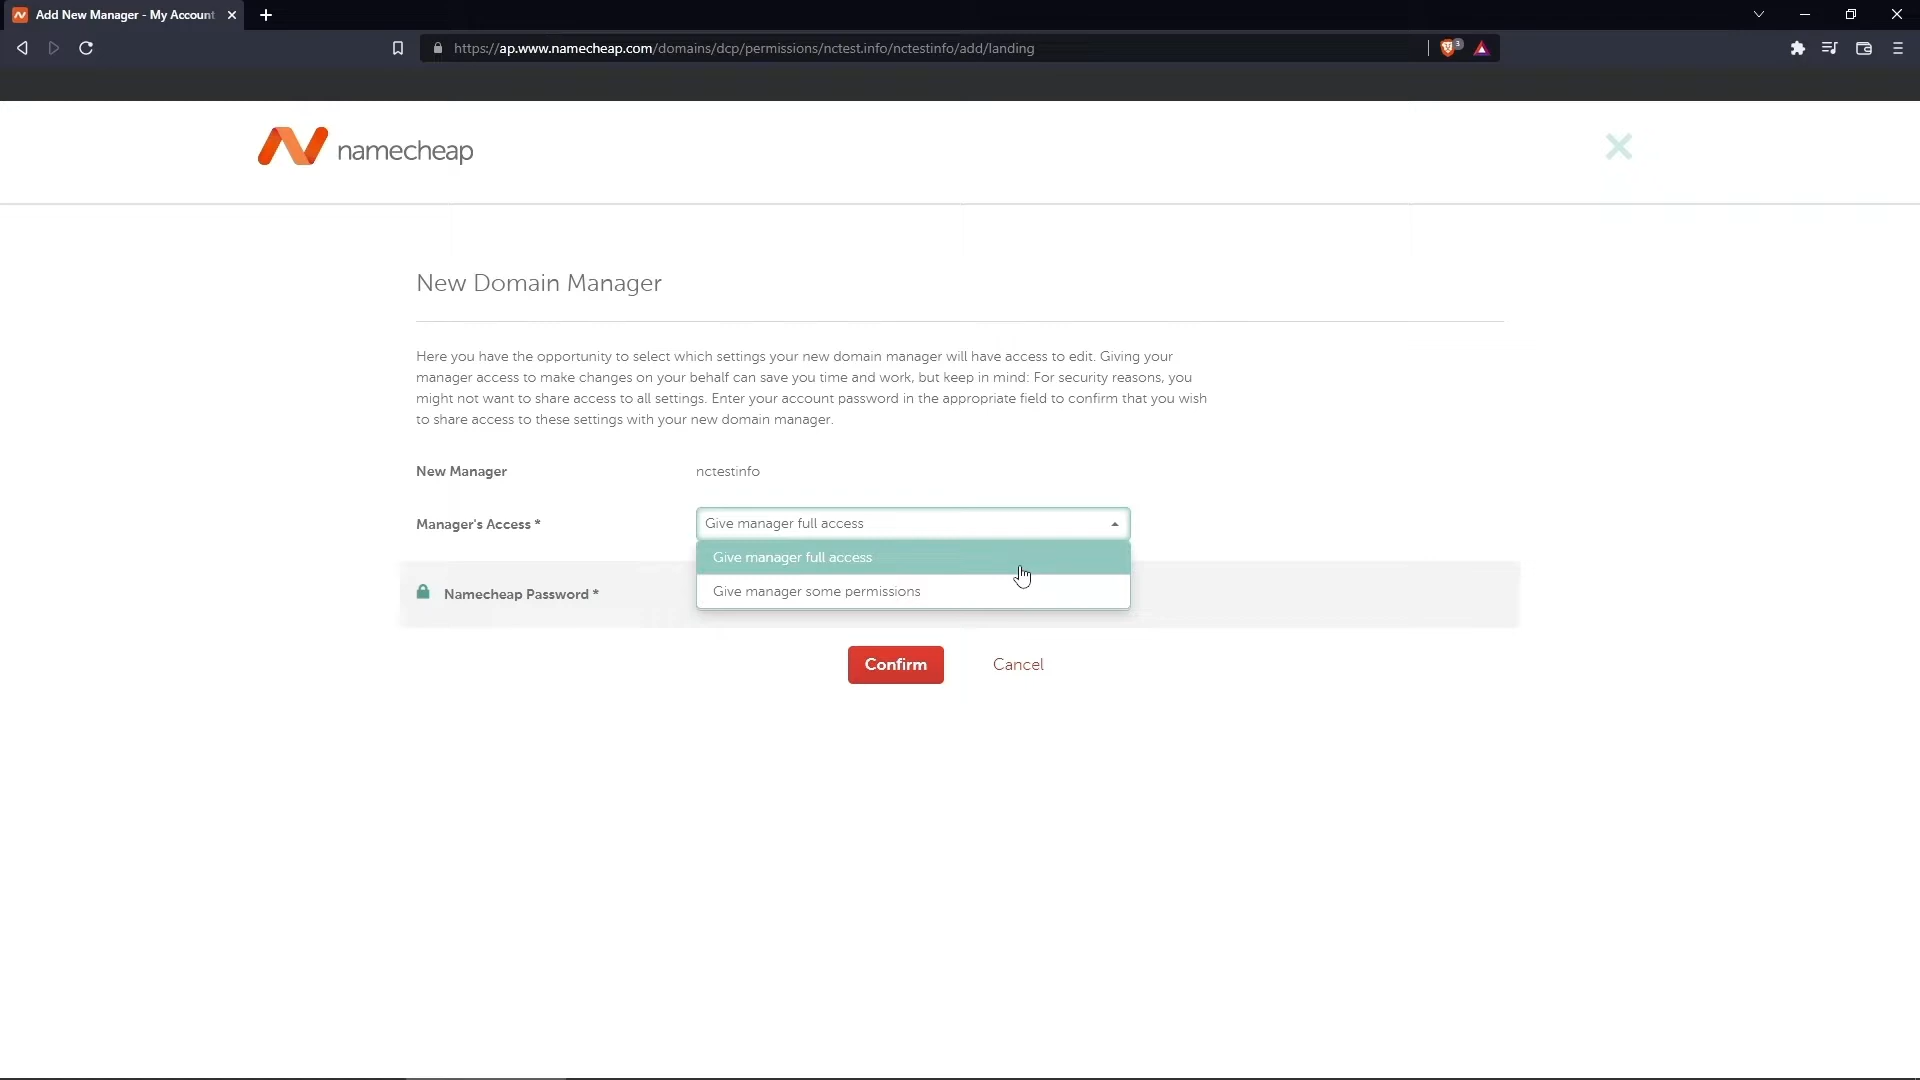 Add New Manager - My Account
https://ap.www.namecheap.com/domains/dcp/permissions/nctest.info/nctestinfo/add/landing
3
namecheap
New Domain Manager
Here you have the opportunity to select which settings your new domain manager will have access to edit. Giving your
manager access to make changes on your behalf can save you time and work, but keep in mind: For security reasons, you
might not want to share access to all settings. Enter your account password in the appropriate field to confirm that you wish
to share access to these settings with your new domain manager.
New Manager nctestinfo
Manager's Access * Give manager full access
Give manager full access
Give manager some permissions
Namecheap Password *
Confirm Cancel